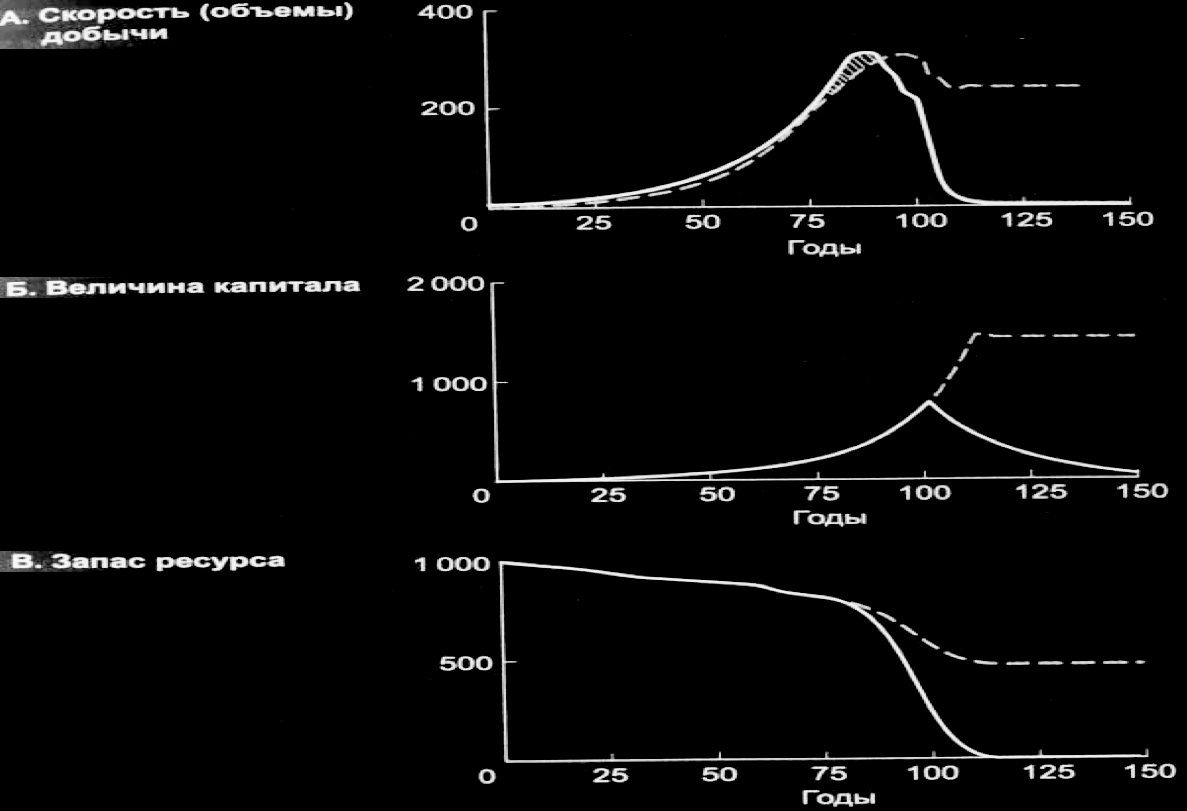 А. Скорость (объемы)
добычи
400
200
0 25 50 75 100 125 150
Годы
Б. Величина капитала
2 000
1 000
0 25 50 75 100 125 150
Годы
В. Запас ресурса
1 000
500
0 25 50 75 100 125 150
Годы